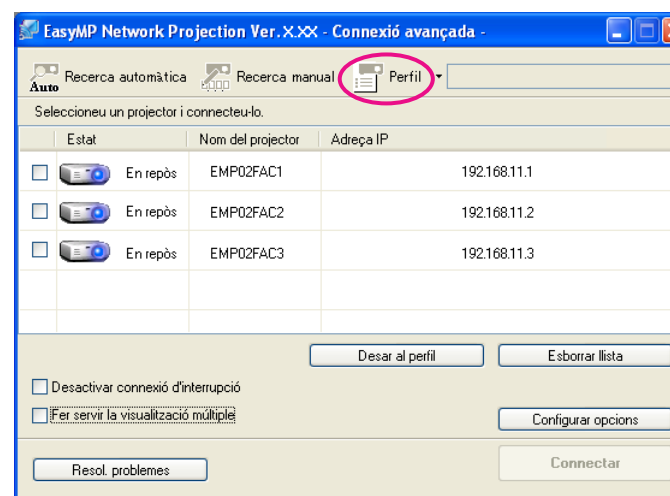 EasyMP Network Projection Ver.X.XX - Connexió avançada -
Auto Recerca automàtica Recerca manual Perfil
Seleccioneu un projector i connecteu-lo.
Estat Nom del projector Adreça IP
En repòs EMP02FAC1 192.168.11.1
En repòs EMP02FAC2 192.168.11.2
En repòs EMP02FAC3 192.168.11.3
Desar al perfil Esborrar llista
Desactivar connexió d'interrupció
Fer servir la visualització múltiple
Configurar opcions
Resol. problemes Connectar